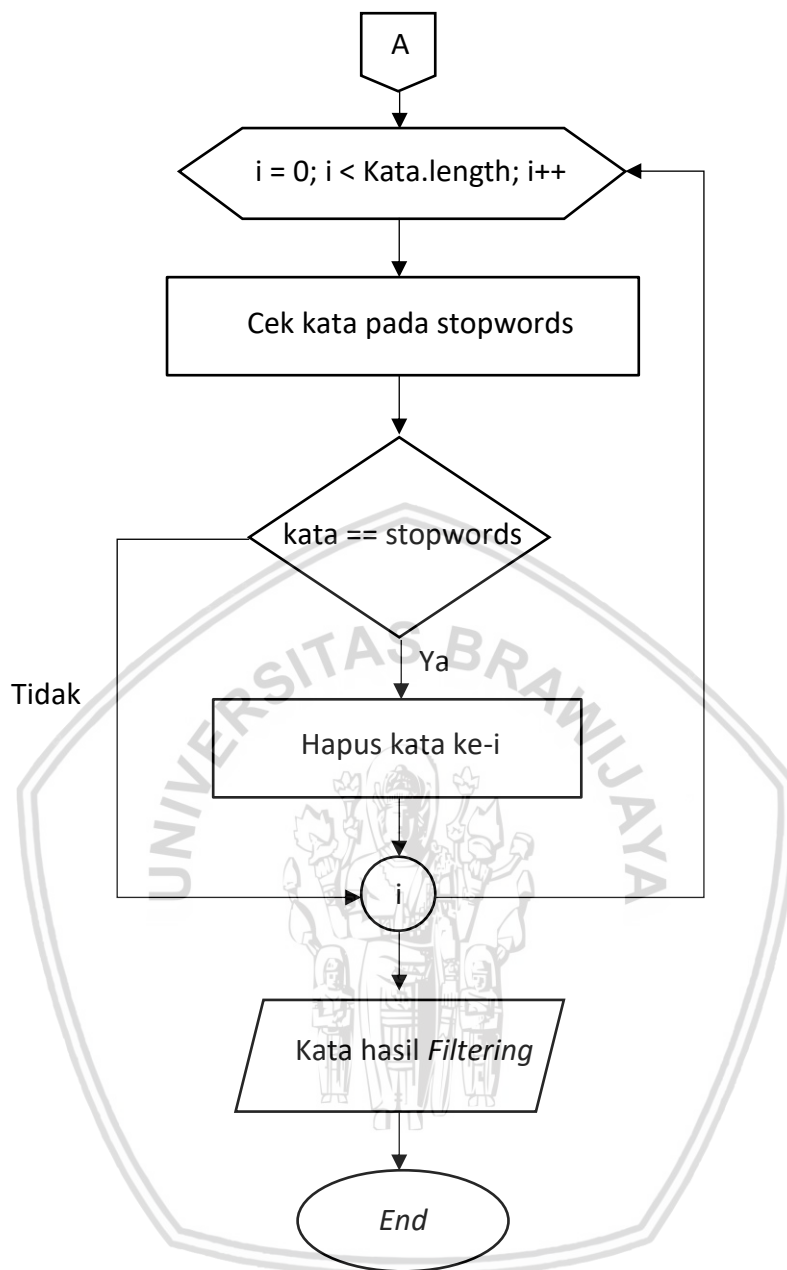 A
i = 0; i < Kata.length; i++
Cek kata pada stopwords
kata == stopwords
Ya
Tidak
Hapus kata ke-i
i
Kata hasil Filtering
End
UNIVERSITAS BRAWIJAYA